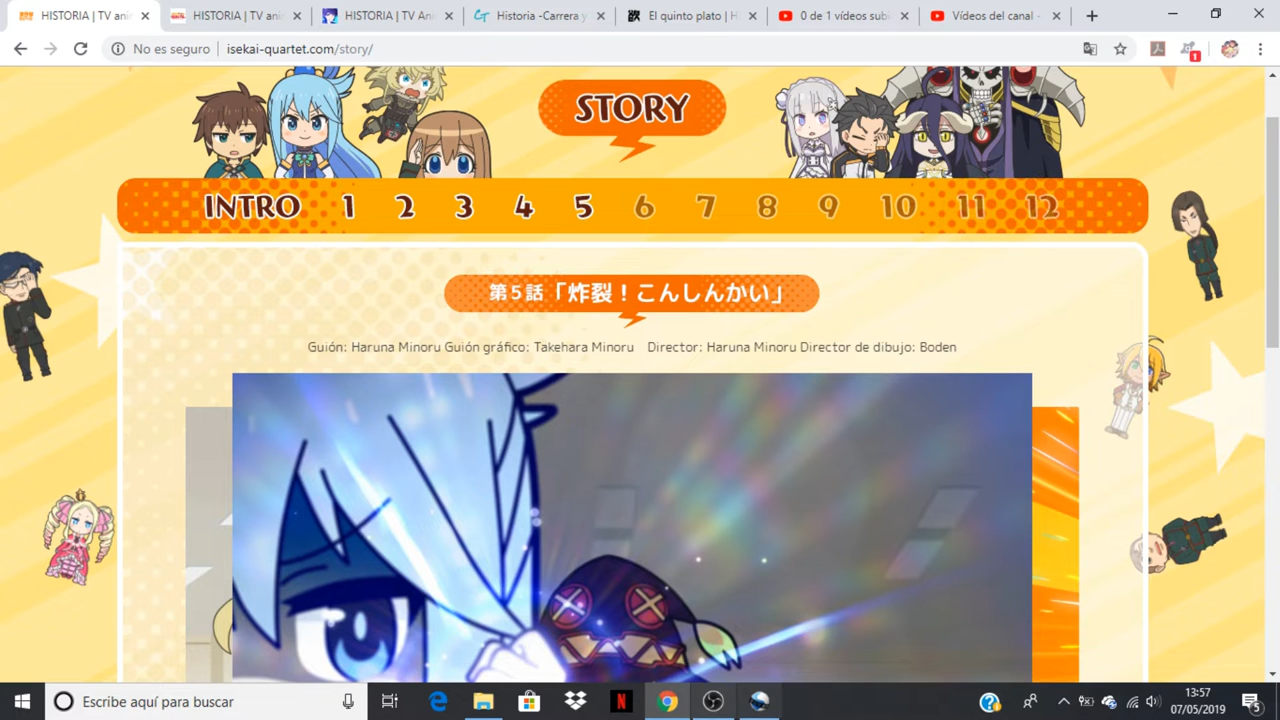 HISTORIA | TV ani
HISTORIA | TV ani
HISTORIA | TV Ani
Historia -Carrera y
El quinto plato | H
0 de 1 vídeos subi
Vídeos del canal -
No es seguro
isekai-quartet.com/story/
1
STORY
INTRO 1 2 3 4 5 6 7 8 9 10 11 12
第5話「炸裂！こんしんかい」
Guión: Haruna Minoru Guión gráfico: Takehara Minoru Director: Haruna Minoru Director de dibujo: Boden
Escribe aquí para buscar
13:57
07/05/2019
5